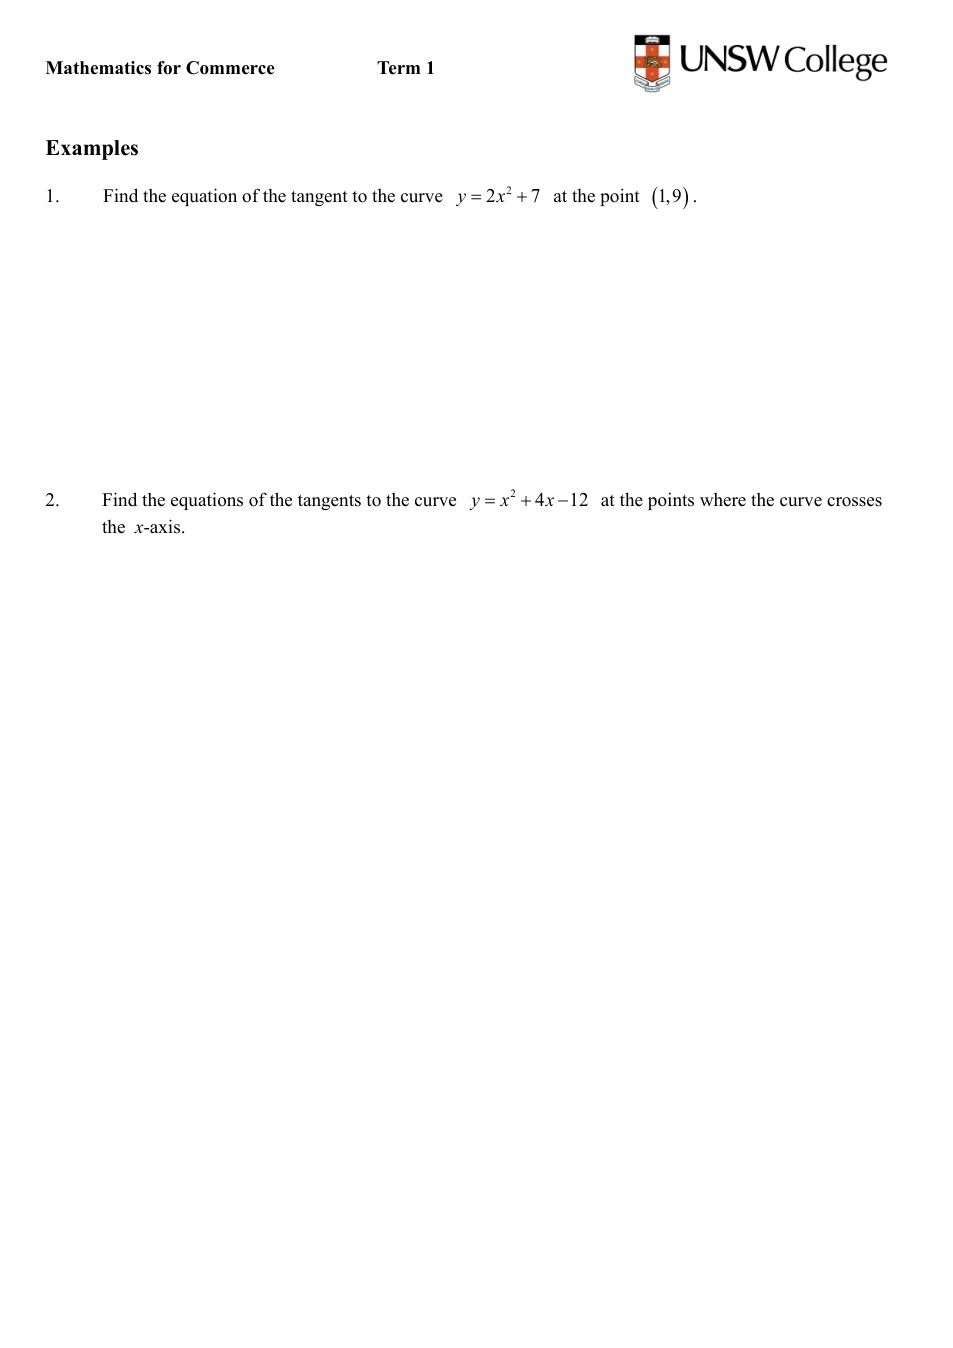 Mathematics for Commerce Term 1
UNSW College
Examples
1. Find the equation of the tangent to the curve y = 2x² + 7 at the point (1,9).
2. Find the equations of the tangents to the curve y = x² + 4x − 12 at the points where the curve crosses
the x-axis.